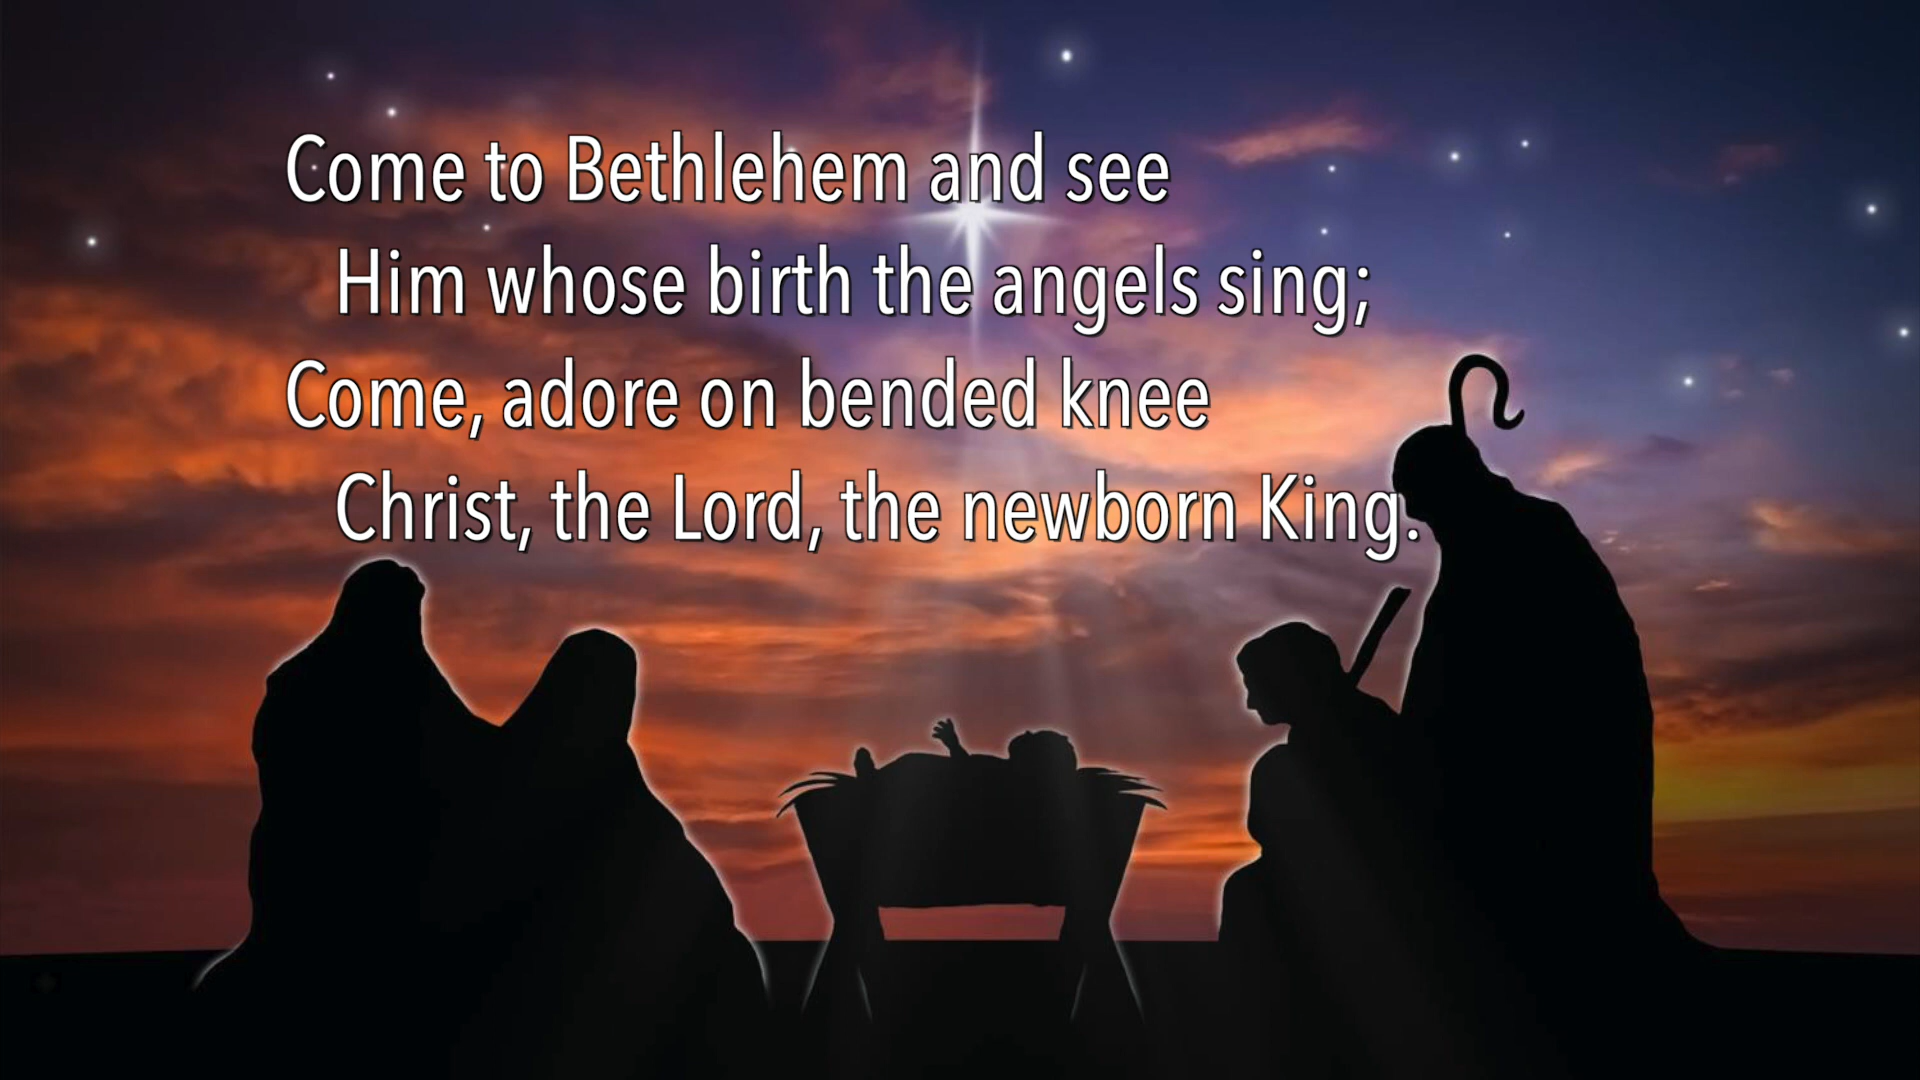 Come to Bethlehem and see
Him whose birth the angels sing;
Come, adore on bended knee
Christ, the Lord, the newborn King.